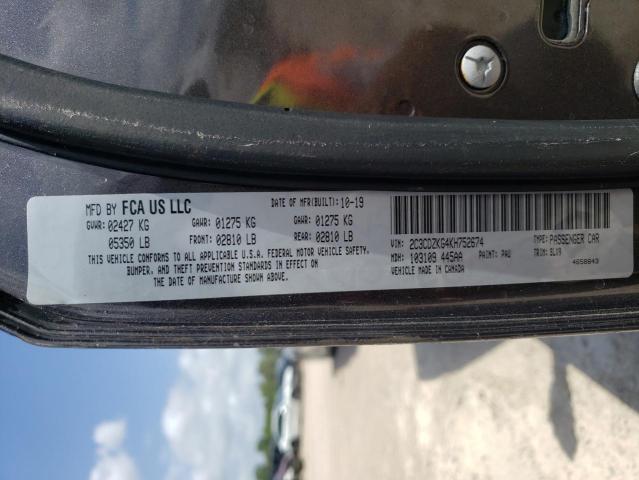 MFD BY FCA US LLC
DATE OF MFR(BUILT): 10-19
GVWR: 02427 KG
GAWR: 01275 KG
GAWR: 01275 KG
05350 LB
FRONT: 02810 LB
REAR: 02810 LB
THIS VEHICLE CONFORMS TO ALL APPLICABLE U.S.A. FEDERAL MOTOR VEHICLE SAFETY,
BUMPER, AND THEFT PREVENTION STANDARDS IN EFFECT ON
THE DATE OF MANUFACTURE SHOWN ABOVE.
VIN: 2C3CDZKG4KH752674
TYPE: PASSENGER CAR
MDH: 103109 445AA
PAINT: PAU
TRIM: BLX9
VEHICLE MADE IN CANADA
4658843